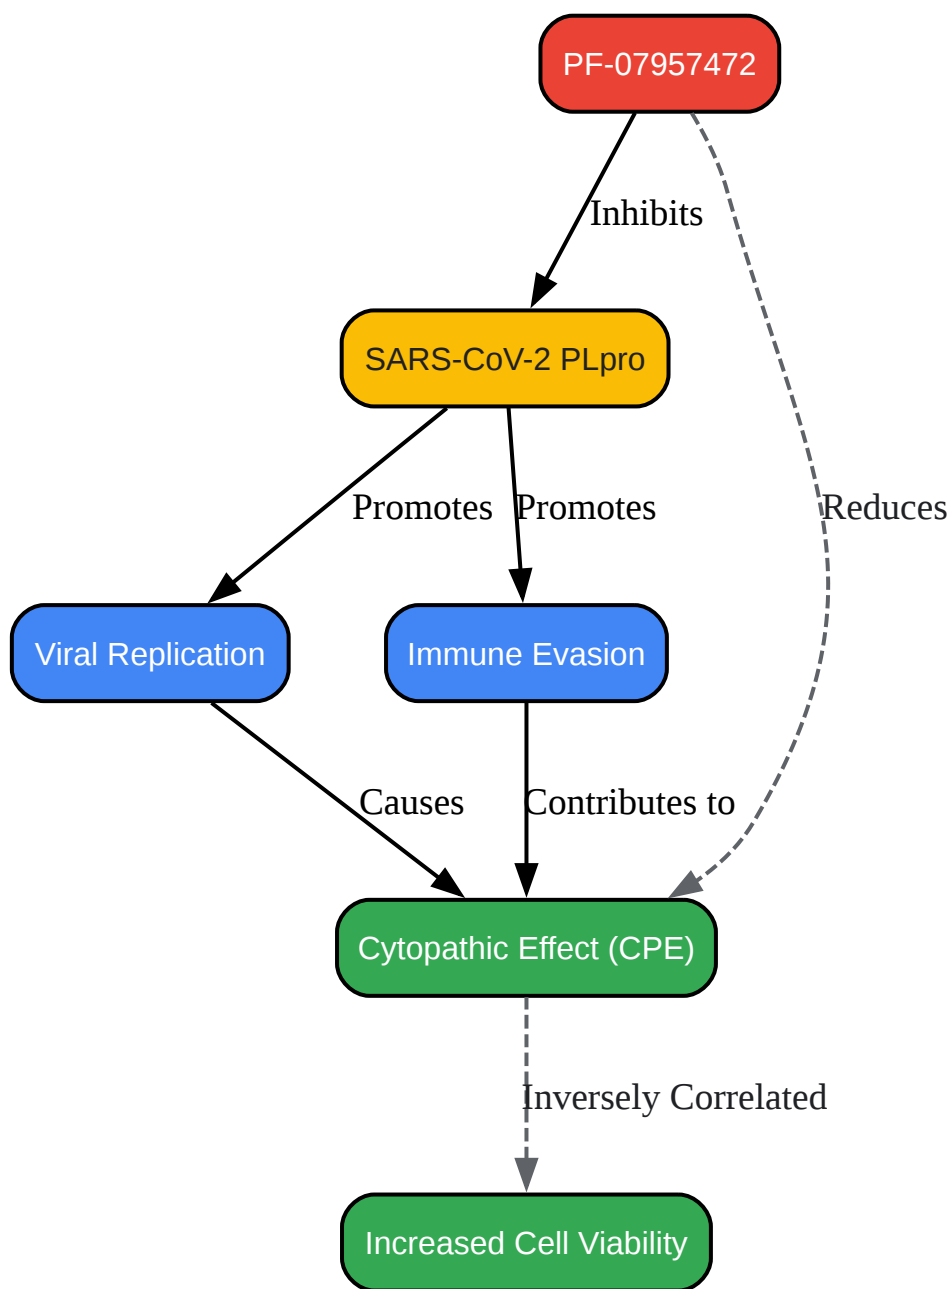 PF-07957472
Inhibits
SARS-CoV-2 PLpro
Promotes
Promotes
Reduces
Viral Replication
Immune Evasion
Causes
Contributes to
Cytopathic Effect (CPE)
Inversely Correlated
Increased Cell Viability